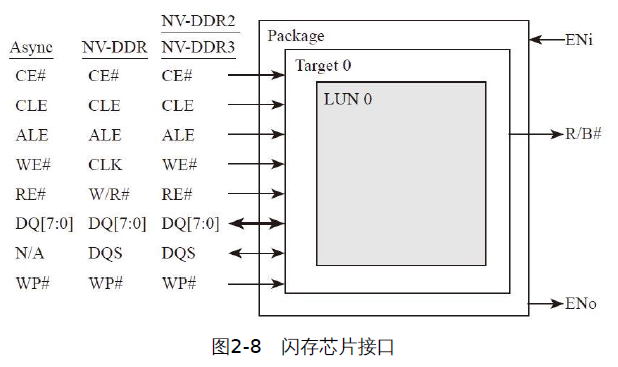 NV-DDR2
Async NV-DDR NV-DDR3
CE# CE# CE#
CLE CLE CLE
ALE ALE ALE
WE# CLK WE#
RE# W/R# RE#
DQ[7:0] DQ[7:0] DQ[7:0]
N/A DQS DQS
WP# WP# WP#
Package
Target 0
LUN 0
ENi
R/B#
ENo
图2-8 闪存芯片接口